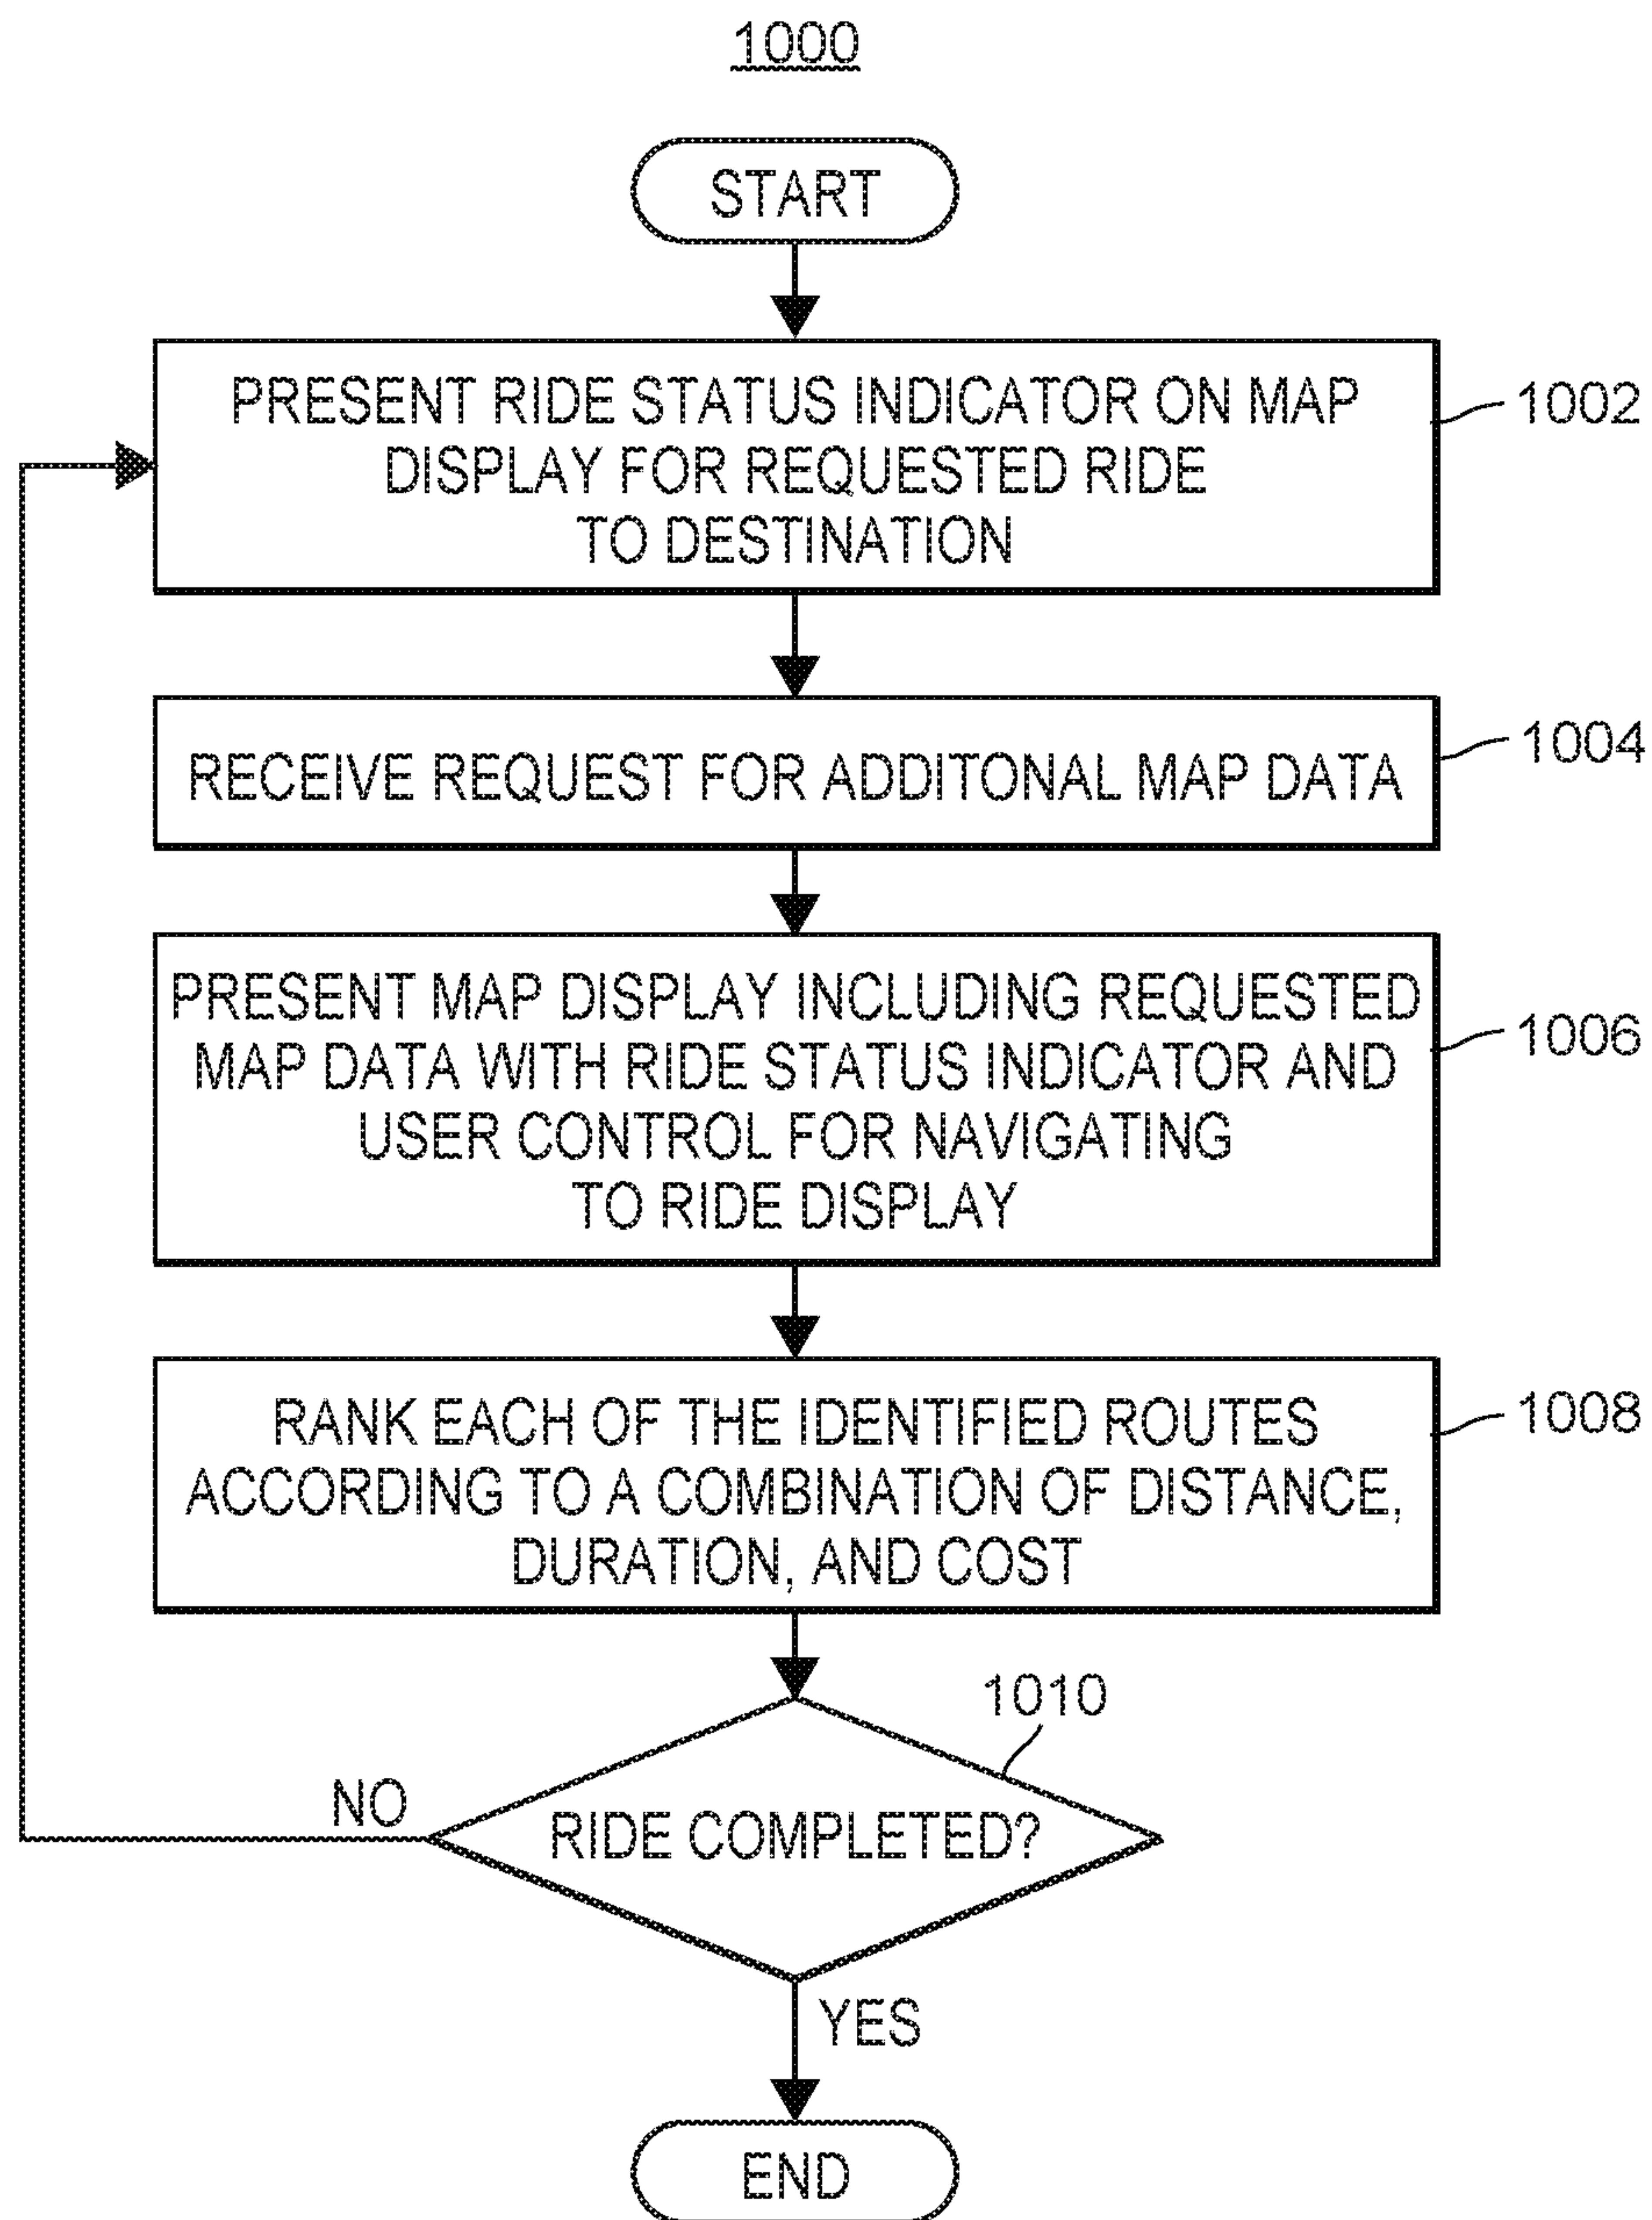 1000
START
PRESENT RIDE STATUS INDICATOR ON MAP
DISPLAY FOR REQUESTED RIDE
TO DESTINATION
1002
RECEIVE REQUEST FOR ADDITONAL MAP DATA
1004
PRESENT MAP DISPLAY INCLUDING REQUESTED
MAP DATA WITH RIDE STATUS INDICATOR AND
USER CONTROL FOR NAVIGATING
TO RIDE DISPLAY
1006
RANK EACH OF THE IDENTIFIED ROUTES
ACCORDING TO A COMBINATION OF DISTANCE,
DURATION, AND COST
1008
1010
NO
RIDE COMPLETED?
YES
END